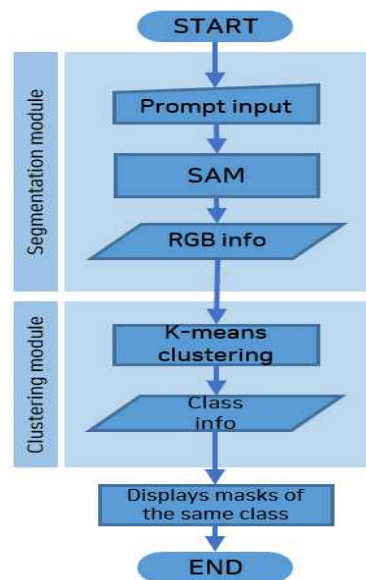 START
Segmentation module
Prompt input
SAM
RGB info
Clustering module
K-means
clustering
Class
info
Displays masks of
the same class
END